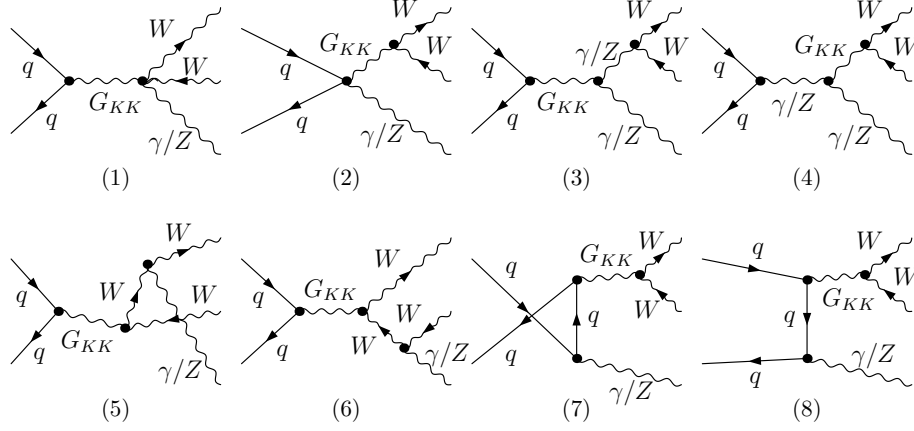 W
q
W
G_{KK}
q
γ/Z
(1)
W
G_{KK}
q
W
q
γ/Z
(2)
W
γ/Z
q
W
G_{KK}
q
γ/Z
(3)
W
G_{KK}
q
W
γ/Z
q
γ/Z
(4)
W
q
W
W
G_{KK}
q
γ/Z
(5)
W
G_{KK}
q
W
W
q
γ/Z
(6)
W
G_{KK}
q
W
q
q
γ/Z
(7)
W
q
G_{KK}
W
q
γ/Z
q
(8)